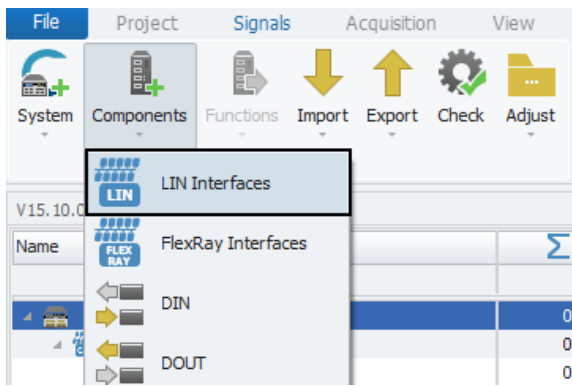 File Project Signals Acquisition View
System Components Functions Import Export Check Adjust
LIN LIN Interfaces
V15.10.0
FLEX
RAY
FlexRay Interfaces
Name Σ
DIN
0
0
DOUT
0